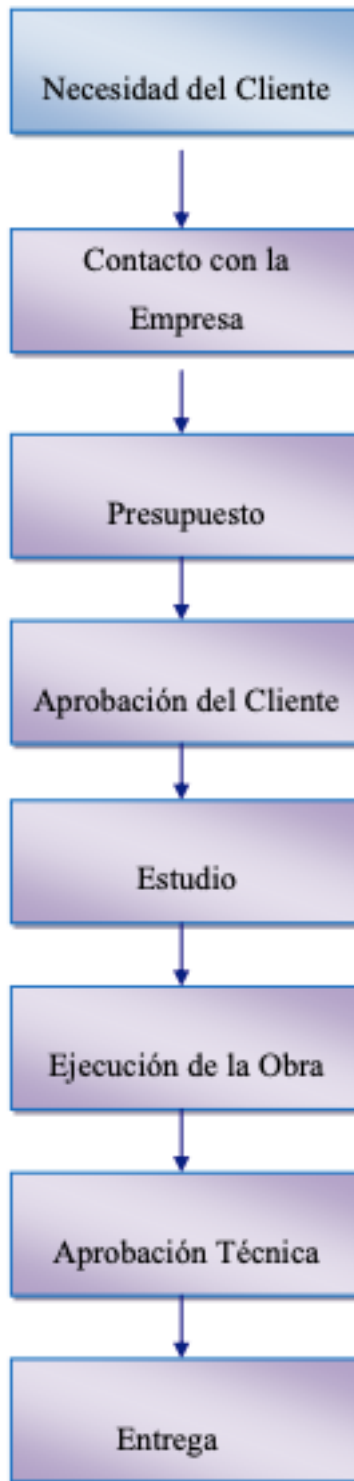 Necesidad del Cliente
Contacto con la
Empresa
Presupuesto
Aprobación del Cliente
Estudio
Ejecución de la Obra
Aprobación Técnica
Entrega